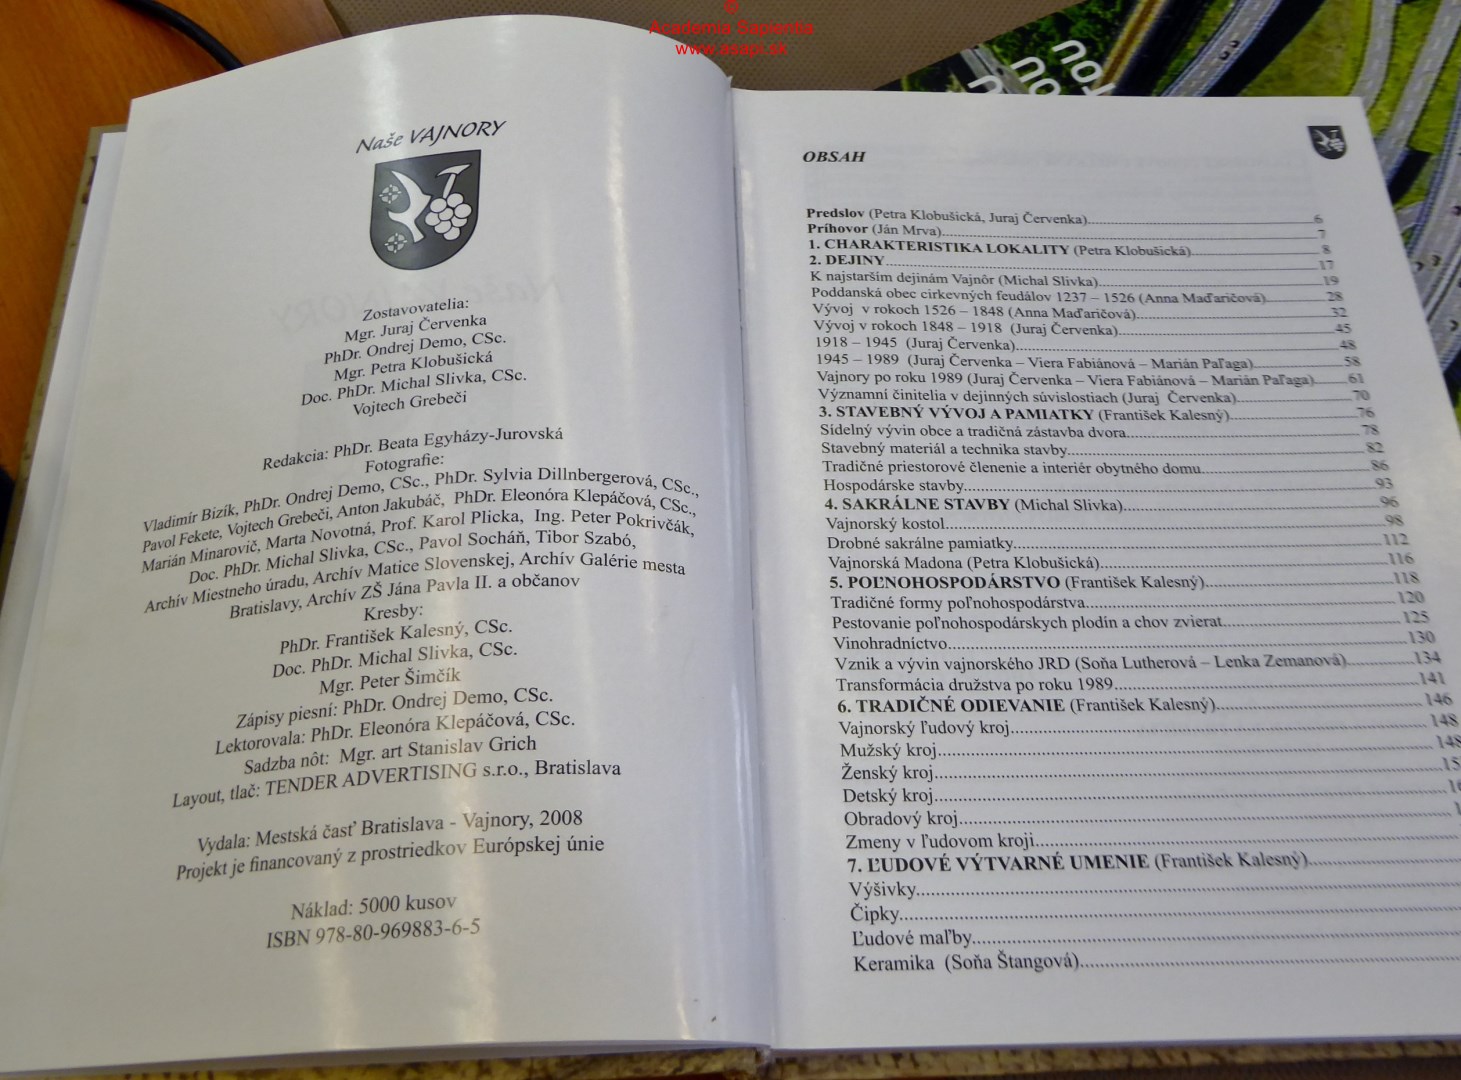 ©
Academia Sapientia
www.asapi.sk
Naše VAJNORY
Zostavovatelia:
Mgr. Juraj Červenka
PhDr. Ondrej Demo, CSc.
Mgr. Petra Klobušická
Doc. PhDr. Michal Slivka, CSc.
Vojtech Grebeči
Redakcia: PhDr. Beata Egyházy-Jurovská
Fotografie:
Vladimír Bizík, PhDr. Ondrej Demo, CSc., PhDr. Sylvia Dillnbergerová, CSc.,
Pavol Fekete, Vojtech Grebeči, Anton Jakubáč, PhDr. Eleonóra Klepáčová, CSc.,
Marián Minarovič, Marta Novotná, Prof. Karol Plicka, Ing. Peter Pokrivčák,
Doc. PhDr. Michal Slivka, CSc., Pavol Socháň, Tibor Szabó,
Archív Miestneho úradu, Archív Matice Slovenskej, Archív Galérie mesta
Bratislavy, Archív ZŠ Jána Pavla II. a občanov
Kresby:
PhDr. František Kalesný, CSc.
Doc. PhDr. Michal Slivka, CSc.
Mgr. Peter Šimčík
Zápisy piesní: PhDr. Ondrej Demo, CSc.
Lektorovala: PhDr. Eleonóra Klepáčová, CSc.
Sadzba nôt: Mgr. art Stanislav Grich
Layout, tlač: TENDER ADVERTISING s.r.o., Bratislava
Vydala: Mestská časť Bratislava - Vajnory, 2008
Projekt je financovaný z prostriedkov Európskej únie
Náklad: 5000 kusov
ISBN 978-80-969883-6-5
OBSAH
Predslov (Petra Klobušická, Juraj Červenka)....6
Príhovor (Ján Mrva)....7
1. CHARAKTERISTIKA LOKALITY (Petra Klobušická)....8
2. DEJINY....17
K najstarším dejinám Vajnôr (Michal Slivka)....19
Poddanská obec cirkevných feudálov 1237 – 1526 (Anna Maďaričová)....28
Vývoj v rokoch 1526 – 1848 (Anna Maďaričová)....32
Vývoj v rokoch 1848 – 1918 (Juraj Červenka)....45
1918 – 1945 (Juraj Červenka)....48
1945 – 1989 (Juraj Červenka – Viera Fabiánová – Marián Paľaga)....58
Vajnory po roku 1989 (Juraj Červenka – Viera Fabiánová – Marián Paľaga)....61
Významní činitelia v dejinných súvislostiach (Juraj Červenka)....70
3. STAVEBNÝ VÝVOJ A PAMIATKY (František Kalesný)....76
Sídelný vývin obce a tradičná zástavba dvora....78
Stavebný materiál a technika stavby....82
Tradičné priestorové členenie a interiér obytného domu....86
Hospodárske stavby....93
4. SAKRÁLNE STAVBY (Michal Slivka)....96
Vajnorský kostol....98
Drobné sakrálne pamiatky....112
Vajnorská Madona (Petra Klobušická)....116
5. POĽNOHOSPODÁRSTVO (František Kalesný)....118
Tradičné formy poľnohospodárstva....120
Pestovanie poľnohospodárskych plodín a chov zvierat....125
Vinohradníctvo....130
Vznik a vývin vajnorského JRD (Soňa Lutherová – Lenka Zemanová)....134
Transformácia družstva po roku 1989....141
6. TRADIČNÉ ODIEVANIE (František Kalesný)....146
Vajnorský ľudový kroj....148
Mužský kroj....148
Ženský kroj....15
Detský kroj....
Obradový kroj....
Zmeny v ľudovom kroji....
7. ĽUDOVÉ VÝTVARNÉ UMENIE (František Kalesný)....
Výšivky....
Čipky....
Ľudové maľby....
Keramika (Soňa Štangová)....